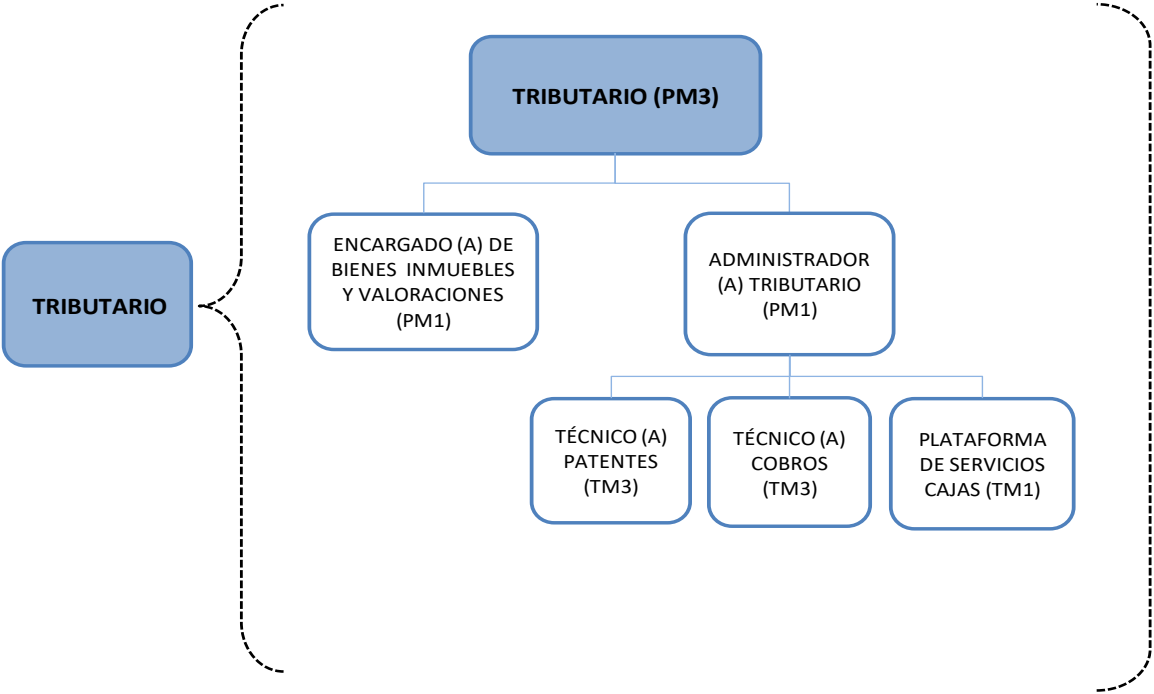 TRIBUTARIO (PM3)
ENCARGADO (A) DE
BIENES INMUEBLES
Y VALORACIONES
(PM1)
ADMINISTRADOR
(A) TRIBUTARIO
(PM1)
TRIBUTARIO
TÉCNICO (A)
PATENTES
(TM3)
TÉCNICO (A)
COBROS
(TM3)
PLATAFORMA
DE SERVICIOS
CAJAS (TM1)